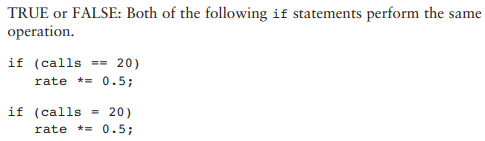 TRUE or FALSE: Both of the following if statements perform the same
operation.
if (calls == 20)
rate *= 0.5;
if (calls = 20)
rate *= 0.5;